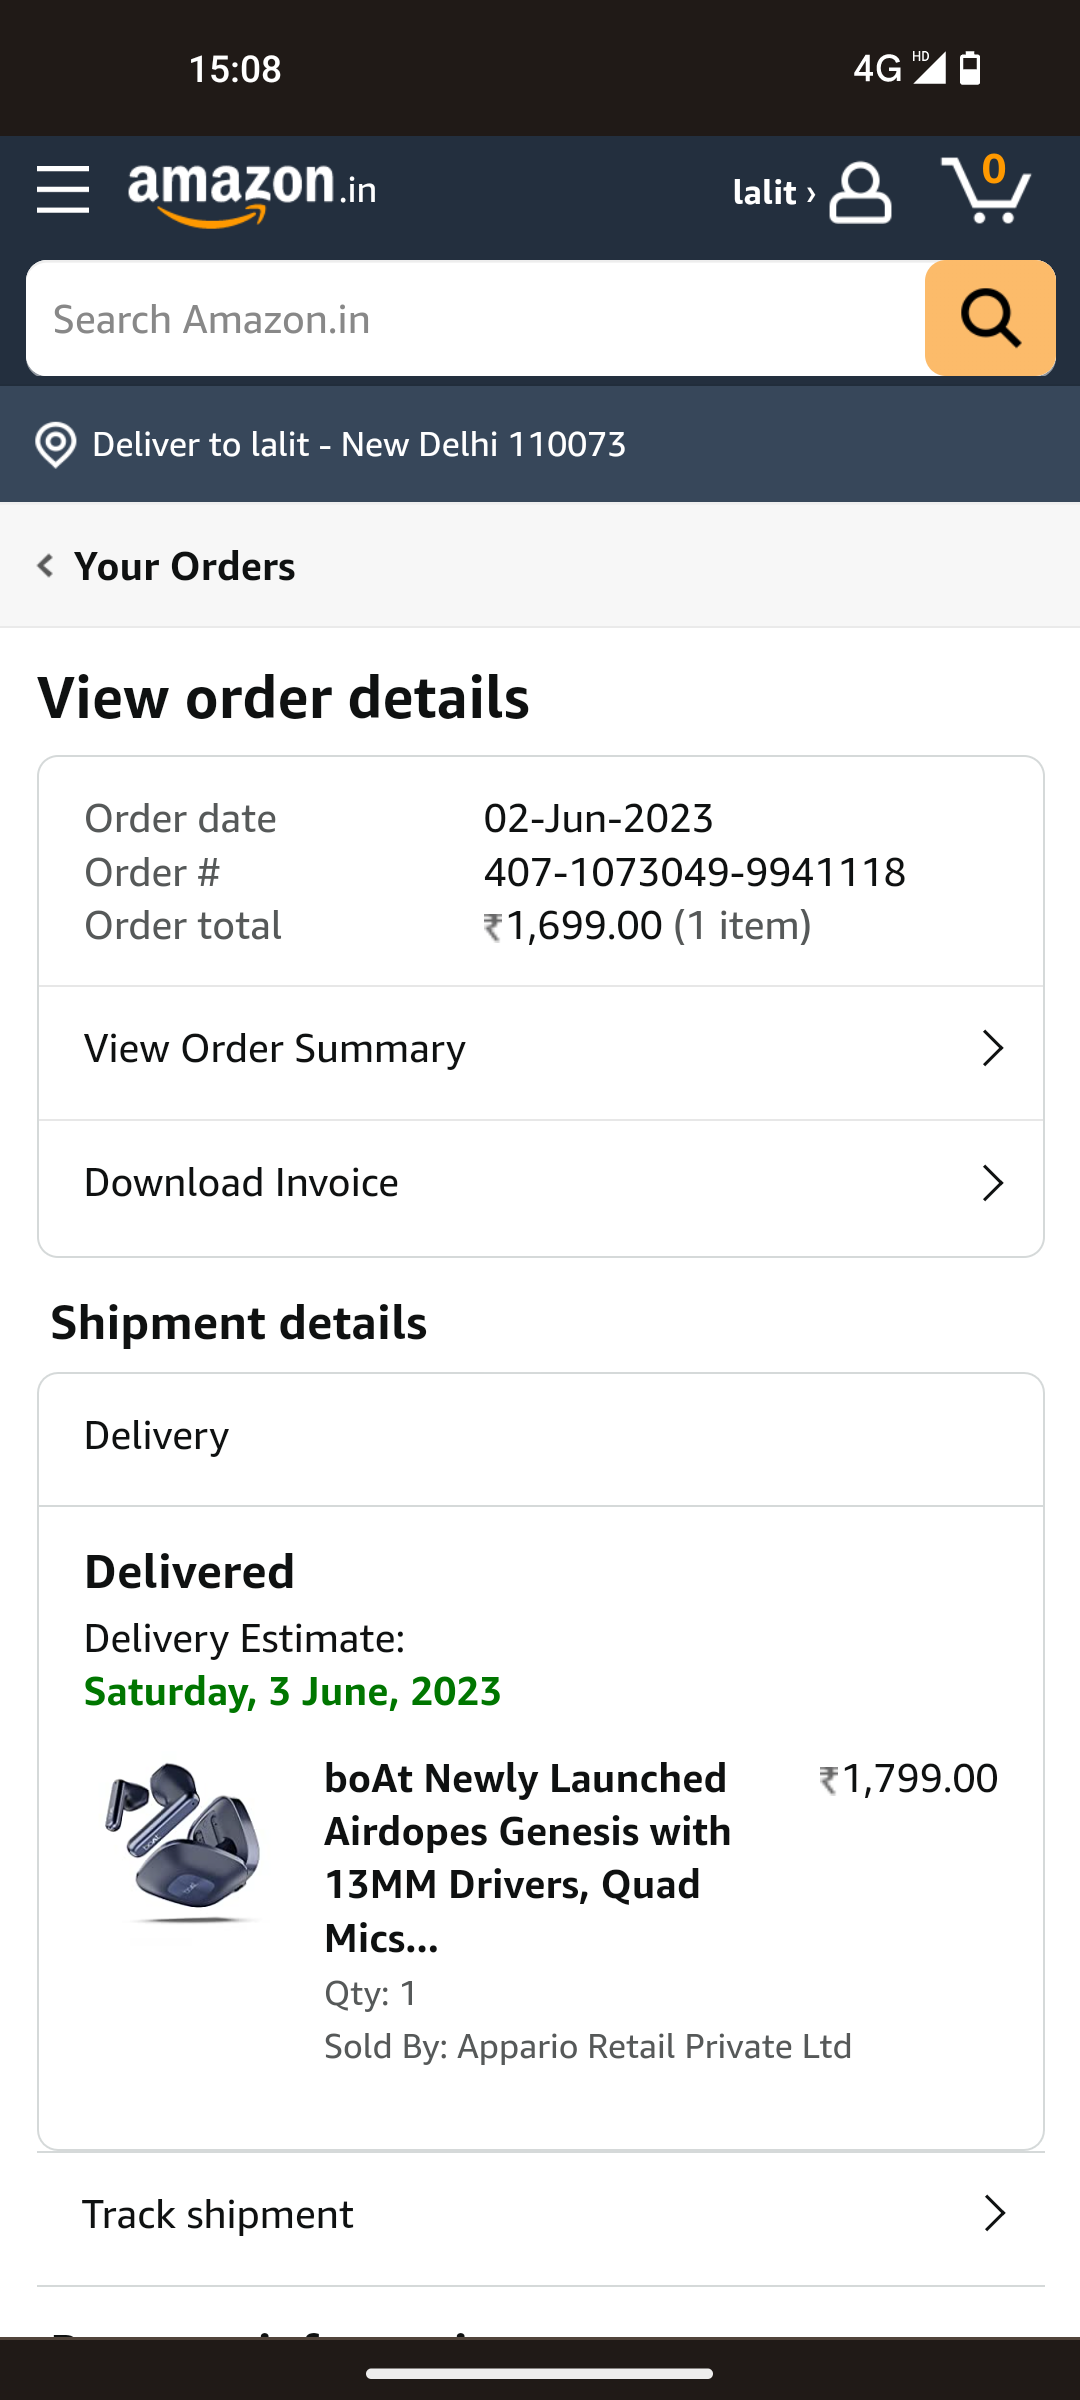 15:08
4G HD
amazon.in
lalit ›
0
Search Amazon.in
Deliver to lalit - New Delhi 110073
Your Orders
View order details
Order date 02-Jun-2023
Order # 407-1073049-9941118
Order total ₹1,699.00 (1 item)
View Order Summary
Download Invoice
Shipment details
Delivery
Delivered
Delivery Estimate:
Saturday, 3 June, 2023
boAt Newly Launched ₹1,799.00
Airdopes Genesis with
13MM Drivers, Quad
Mics...
Qty: 1
Sold By: Appario Retail Private Ltd
Track shipment